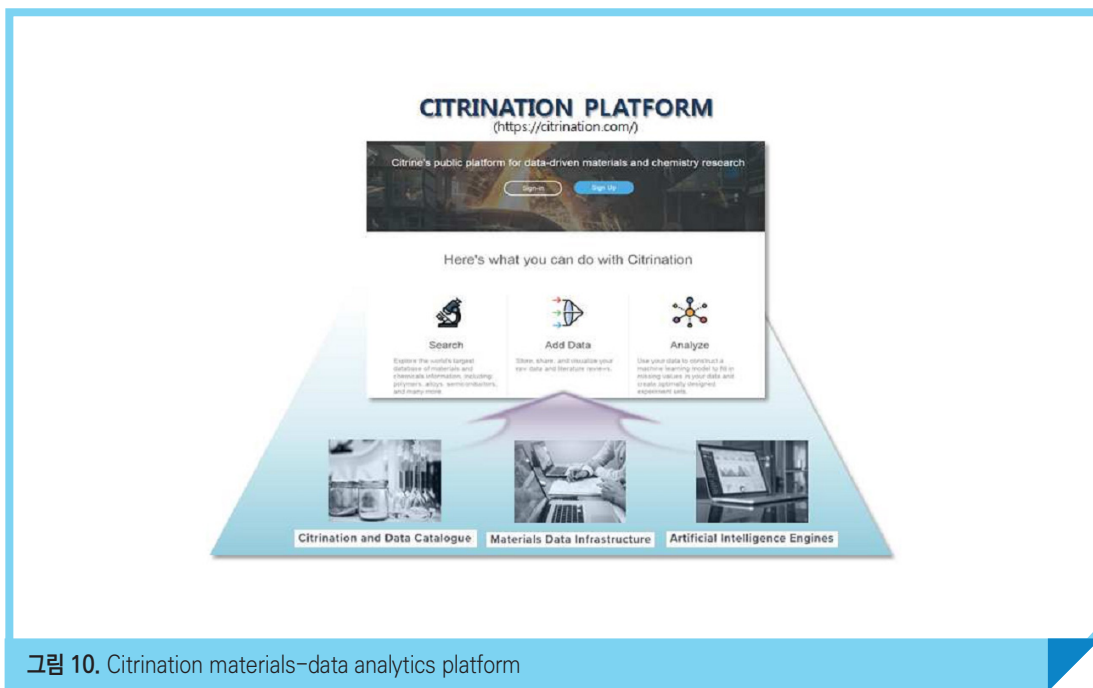 CITRINATION PLATFORM
(https://citrination.com/)
Citrine's public platform for data-driven materials and chemistry research
Sign-in
Sign Up
Here's what you can do with Citrination
Search
Add Data
Analyze
Explore the world's largest
database of materials and
chemicals information, including
polymers, alloys, semiconductors,
and many more
Store, share, and visualize your
raw data and literature reviews.
Use your data to construct a
machine learning model to fill in
missing values in your data and
create optimally designed
experiment sets.
Citrination and Data Catalogue
Materials Data Infrastructure
Artificial Intelligence Engines
그림 10. Citrination materials-data analytics platform